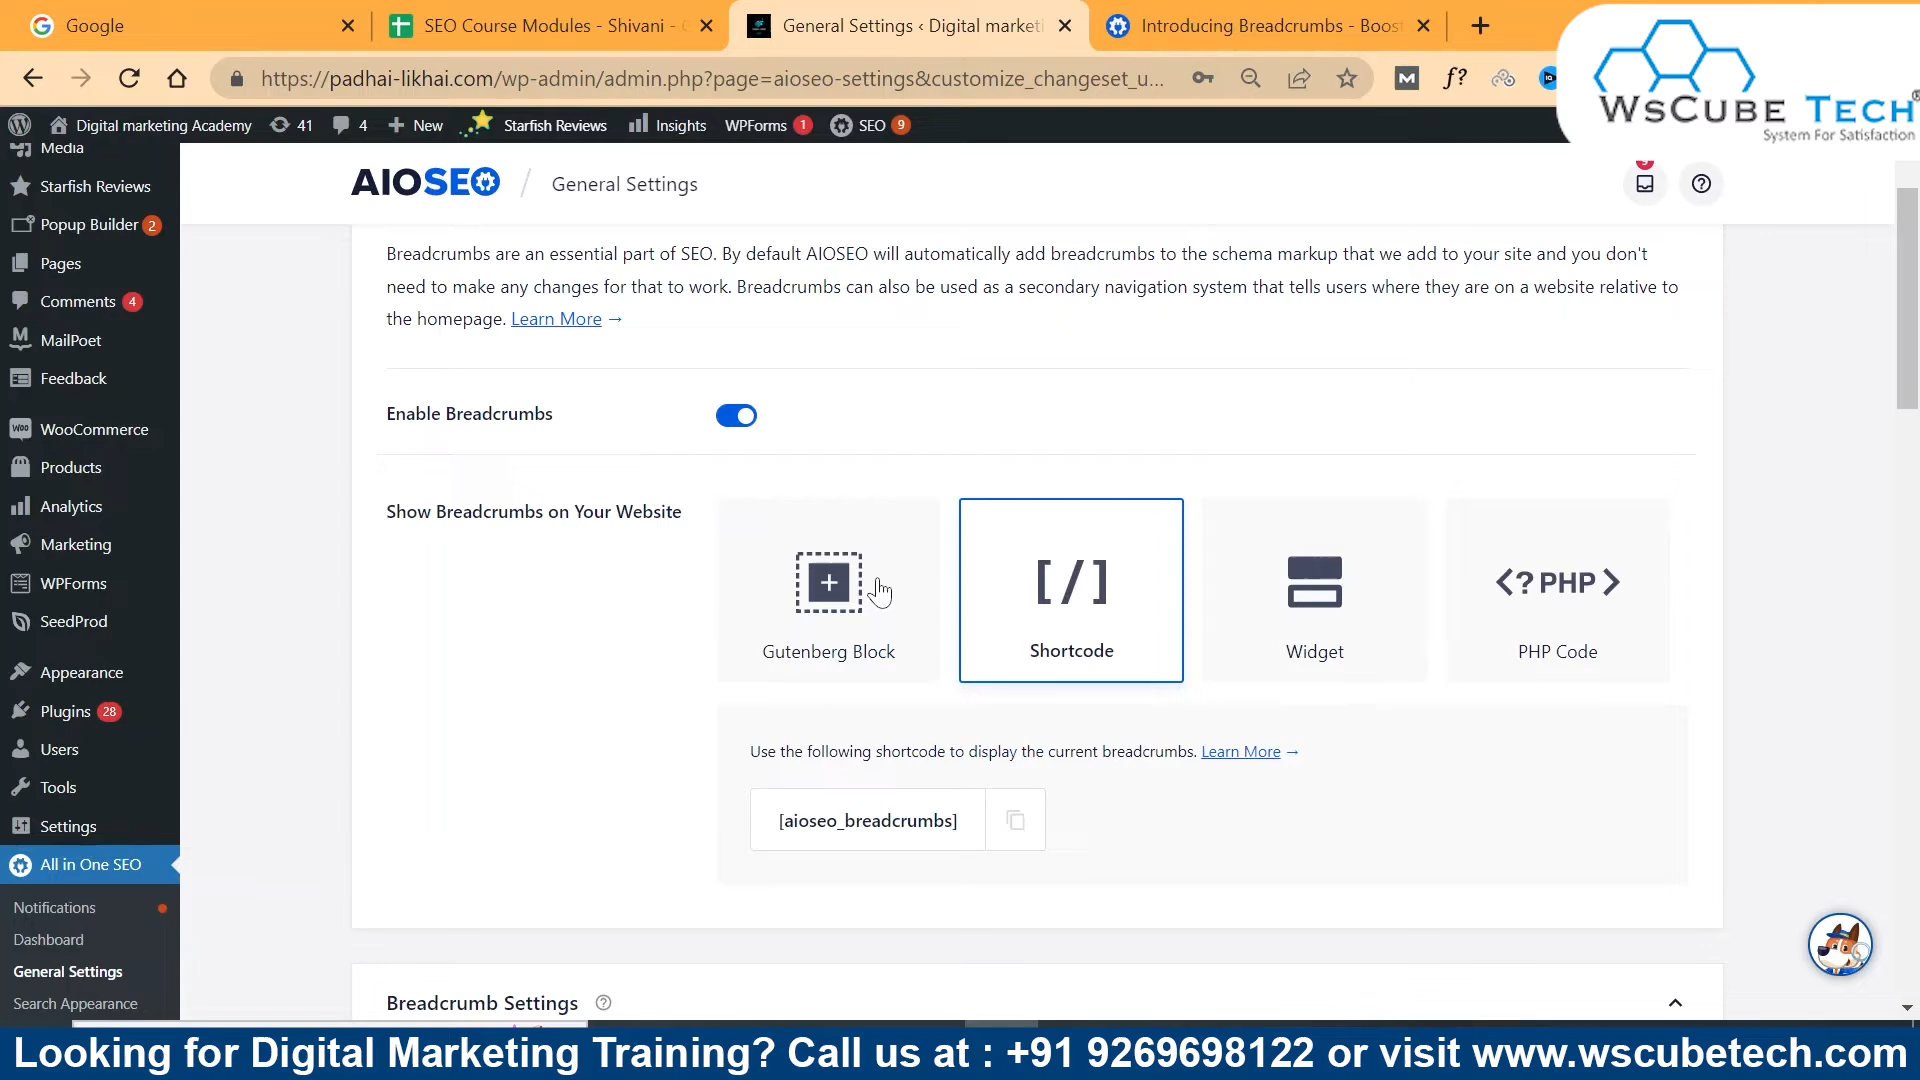 Google
SEO Course Modules - Shivani -
General Settings ‹ Digital marketi
Introducing Breadcrumbs - Boost
https://padhai-likhai.com/wp-admin/admin.php?page=aioseo-settings&customize_changeset_u...
M
f?
WsCube Tech®
System For Satisfaction
Digital marketing Academy
41
4
New
Starfish Reviews
Insights
WPForms 1
SEO 9
Media
Starfish Reviews
Popup Builder 2
Pages
Comments 4
MailPoet
Feedback
WooCommerce
Products
Analytics
Marketing
WPForms
SeedProd
Appearance
Plugins 28
Users
Tools
Settings
All in One SEO
Notifications
Dashboard
General Settings
Search Appearance
AIOSEO / General Settings
Breadcrumbs are an essential part of SEO. By default AIOSEO will automatically add breadcrumbs to the schema markup that we add to your site and you don't
need to make any changes for that to work. Breadcrumbs can also be used as a secondary navigation system that tells users where they are on a website relative to
the homepage. Learn More →
Enable Breadcrumbs
Show Breadcrumbs on Your Website
Gutenberg Block
[/]
Shortcode
Widget
<? PHP >
PHP Code
Use the following shortcode to display the current breadcrumbs. Learn More →
[aioseo_breadcrumbs]
Breadcrumb Settings
Looking for Digital Marketing Training? Call us at : +91 9269698122 or visit www.wscubetech.com